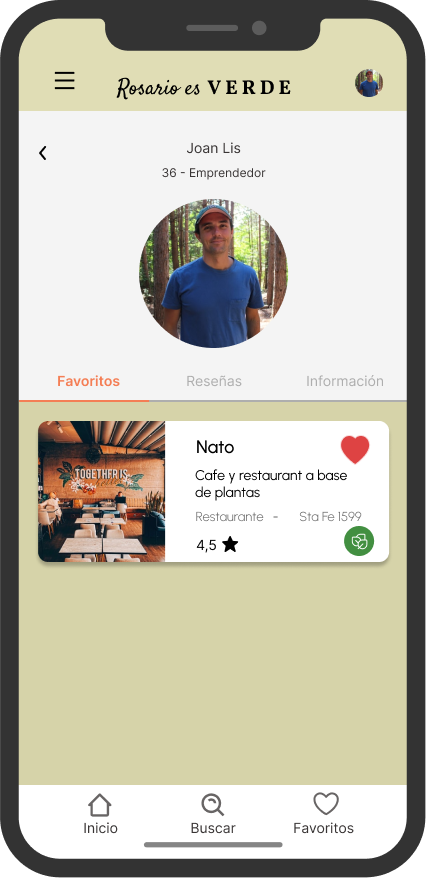 Rosario es VERDE
Joan Lis
36 - Emprendedor
Favoritos
Reseñas
Información
Nato
Cafe y restaurant a base
de plantas
Restaurante - Sta Fe 1599
4,5
TOGETHER IS
Inicio
Buscar
Favoritos